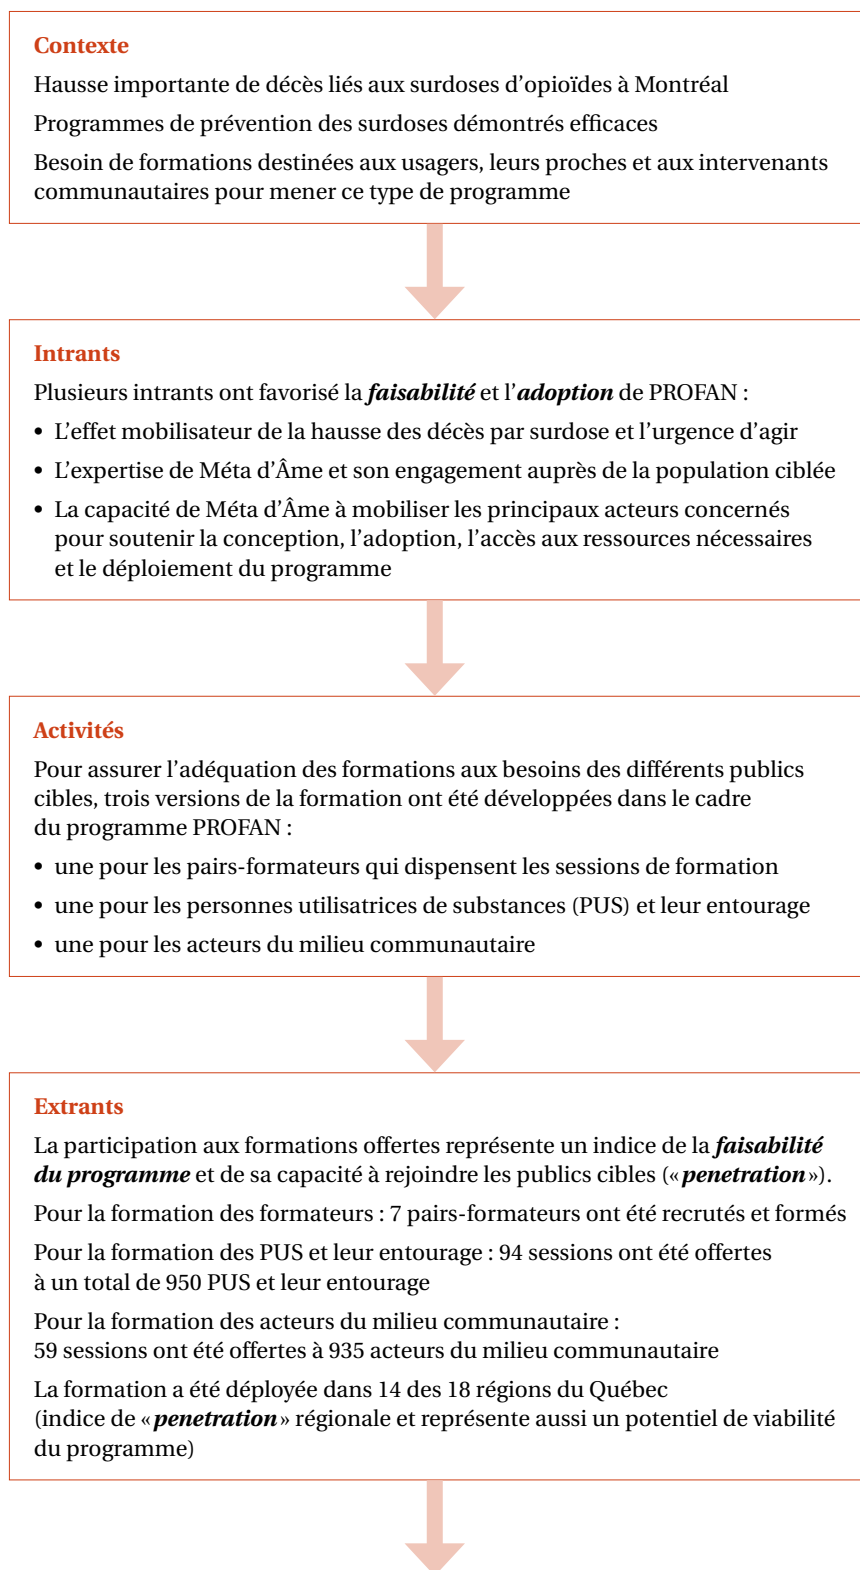 Contexte
Hausse importante de décès liés aux surdoses d'opioïdes à Montréal
Programmes de prévention des surdoses démontrés efficaces
Besoin de formations destinées aux usagers, leurs proches et aux intervenants
communautaires pour mener ce type de programme
Intrants
Plusieurs intrants ont favorisé la faisabilité et l'adoption de PROFAN :
• L'effet mobilisateur de la hausse des décès par surdose et l'urgence d'agir
• L'expertise de Méta d'Âme et son engagement auprès de la population ciblée
• La capacité de Méta d'Âme à mobiliser les principaux acteurs concernés
pour soutenir la conception, l'adoption, l'accès aux ressources nécessaires
et le déploiement du programme
Activités
Pour assurer l'adéquation des formations aux besoins des différents publics
cibles, trois versions de la formation ont été développées dans le cadre
du programme PROFAN :
• une pour les pairs-formateurs qui dispensent les sessions de formation
• une pour les personnes utilisatrices de substances (PUS) et leur entourage
• une pour les acteurs du milieu communautaire
Extrants
La participation aux formations offertes représente un indice de la faisabilité
du programme et de sa capacité à rejoindre les publics cibles («penetration»).
Pour la formation des formateurs : 7 pairs-formateurs ont été recrutés et formés
Pour la formation des PUS et leur entourage : 94 sessions ont été offertes
à un total de 950 PUS et leur entourage
Pour la formation des acteurs du milieu communautaire :
59 sessions ont été offertes à 935 acteurs du milieu communautaire
La formation a été déployée dans 14 des 18 régions du Québec
(indice de «penetration» régionale et représente aussi un potentiel de viabilité
du programme)